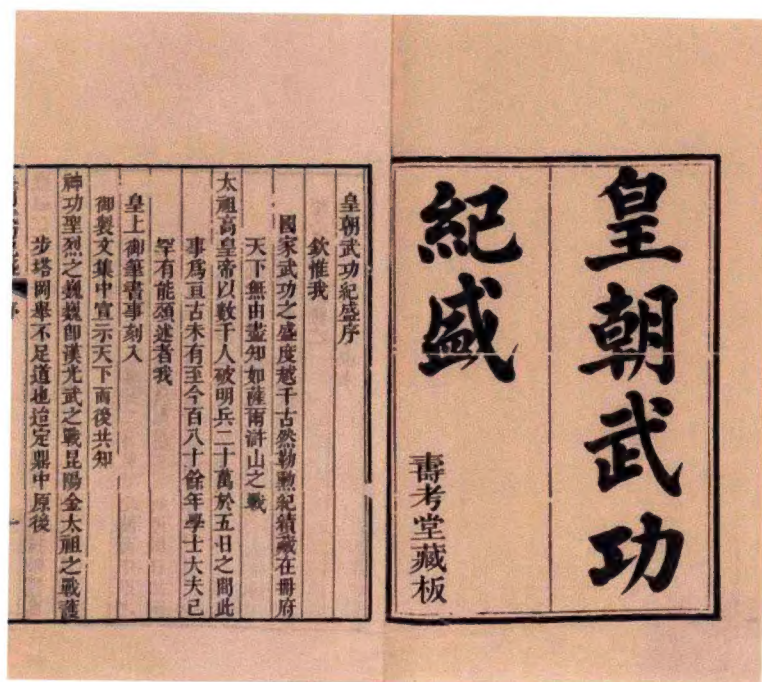 皇朝武功
紀盛
壽考堂藏板
皇朝武功紀盛序
欽惟我
國家武功之盛度越千古然勒勳紀績藏在冊府
天下無由盡知如薩爾滸山之戰
太祖高皇帝以數千人破明兵二十萬於五日之間此
事爲亘古未有至今百八十餘年學士大夫已
罕有能縷述者我
皇上御筆書事刻入
御製文集中宣示天下而後共知
神功聖烈之巍巍卽漢光武之戰昆陽金太祖之戰護
步塔岡舉不足道也迨定鼎中原後
序
一